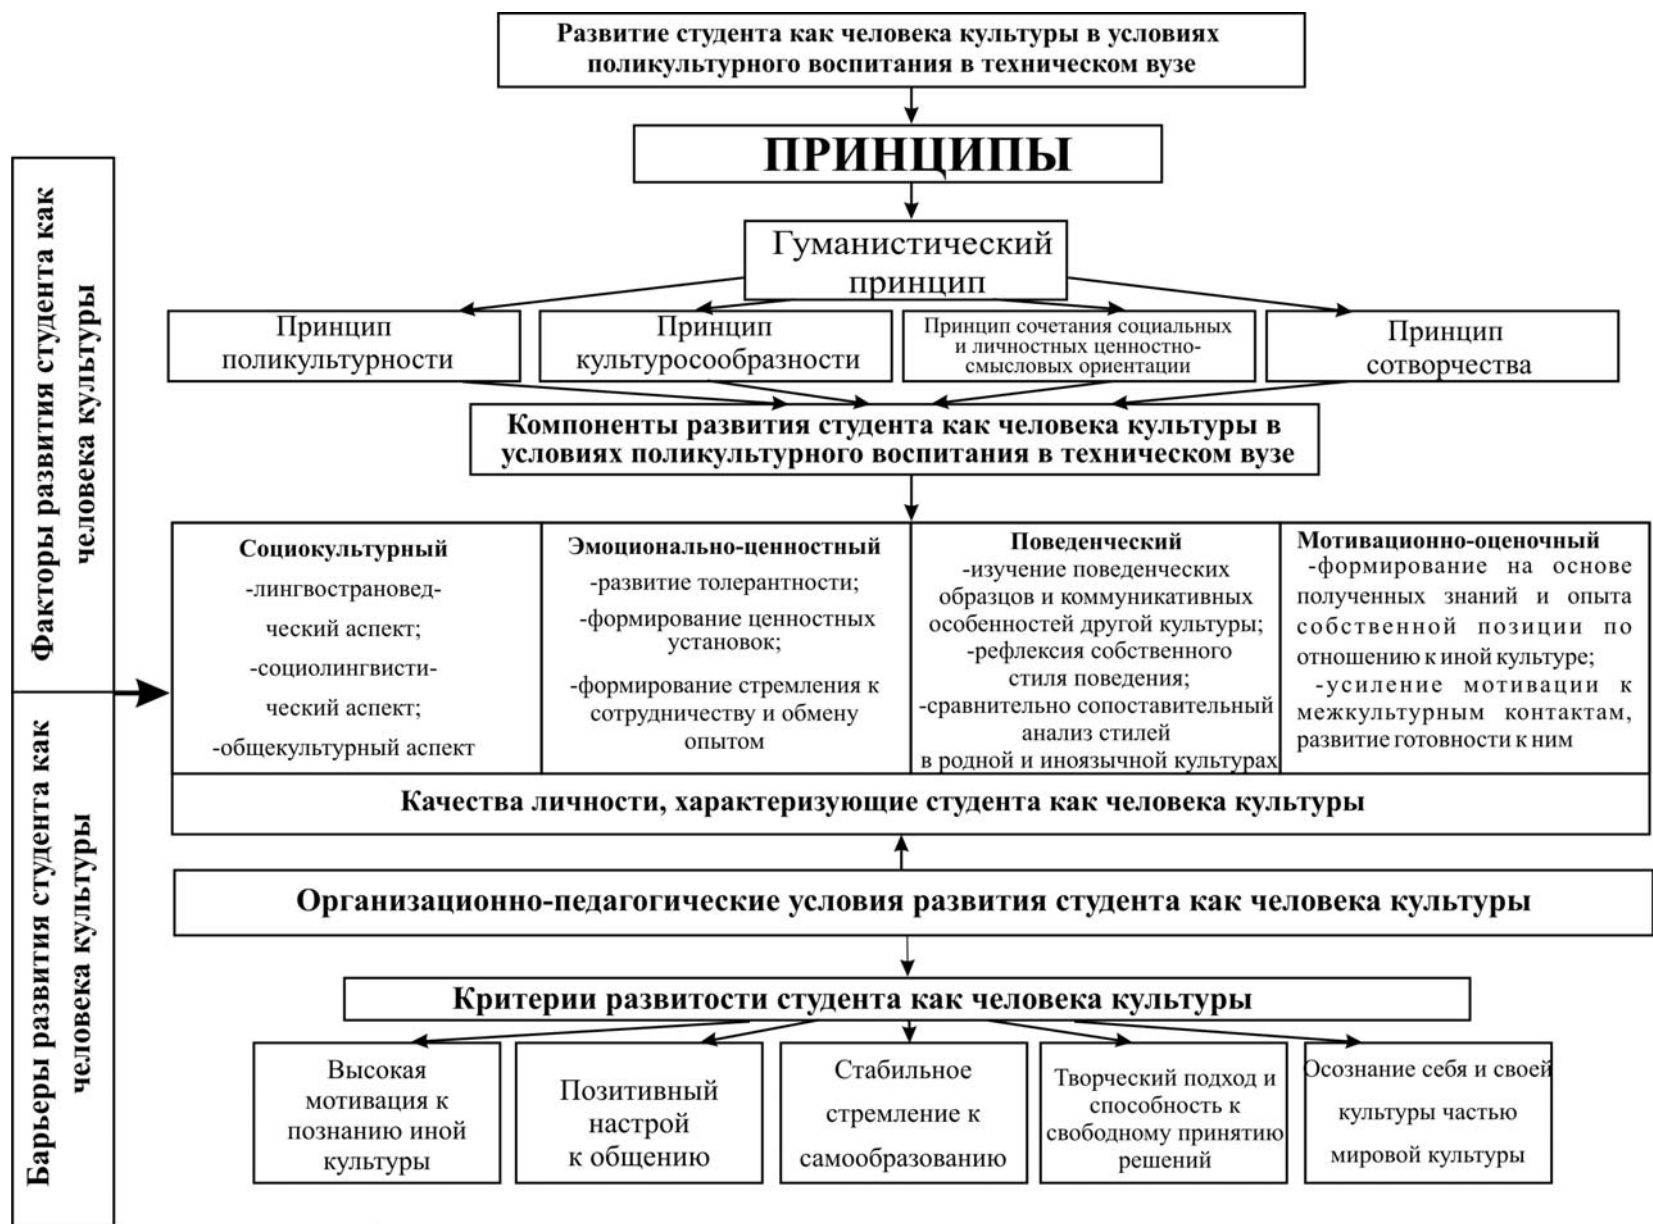 Развитие студента как человека культуры в условиях
поликультурного воспитания в техническом вузе
ПРИНЦИПЫ
Гуманистический
принцип
Принцип
поликультурности
Принцип
культуросообразности
Принцип сочетания социальных
и личностных ценностно-
смысловых ориентации
Принцип
сотворчества
Компоненты развития студента как человека культуры в
условиях поликультурного воспитания в техническом вузе
Факторы развития студента как
человека культуры
Барьеры развития студента как
человека культуры
Социокультурный
-лингвострановед-
ческий аспект;
-социолингвисти-
ческий аспект;
-общекультурный аспект
Эмоционально-ценностный
-развитие толерантности;
-формирование ценностных
установок;
-формирование стремления к
сотрудничеству и обмену
опытом
Поведенческий
-изучение поведенческих
образцов и коммуникативных
особенностей другой культуры;
-рефлексия собственного
стиля поведения;
-сравнительно сопоставительный
анализ стилей
в родной и иноязычной культурах
Мотивационно-оценочный
-формирование на основе
полученных знаний и опыта
собственной позиции по
отношению к иной культуре;
-усиление мотивации к
межкультурным контактам,
развитие готовности к ним
Качества личности, характеризующие студента как человека культуры
Организационно-педагогические условия развития студента как человека культуры
Критерии развитости студента как человека культуры
Высокая
мотивация к
познанию иной
культуры
Позитивный
настрой
к общению
Стабильное
стремление к
самообразованию
Творческий подход и
способность к
свободному принятию
решений
Осознание себя и своей
культуры частью
мировой культуры